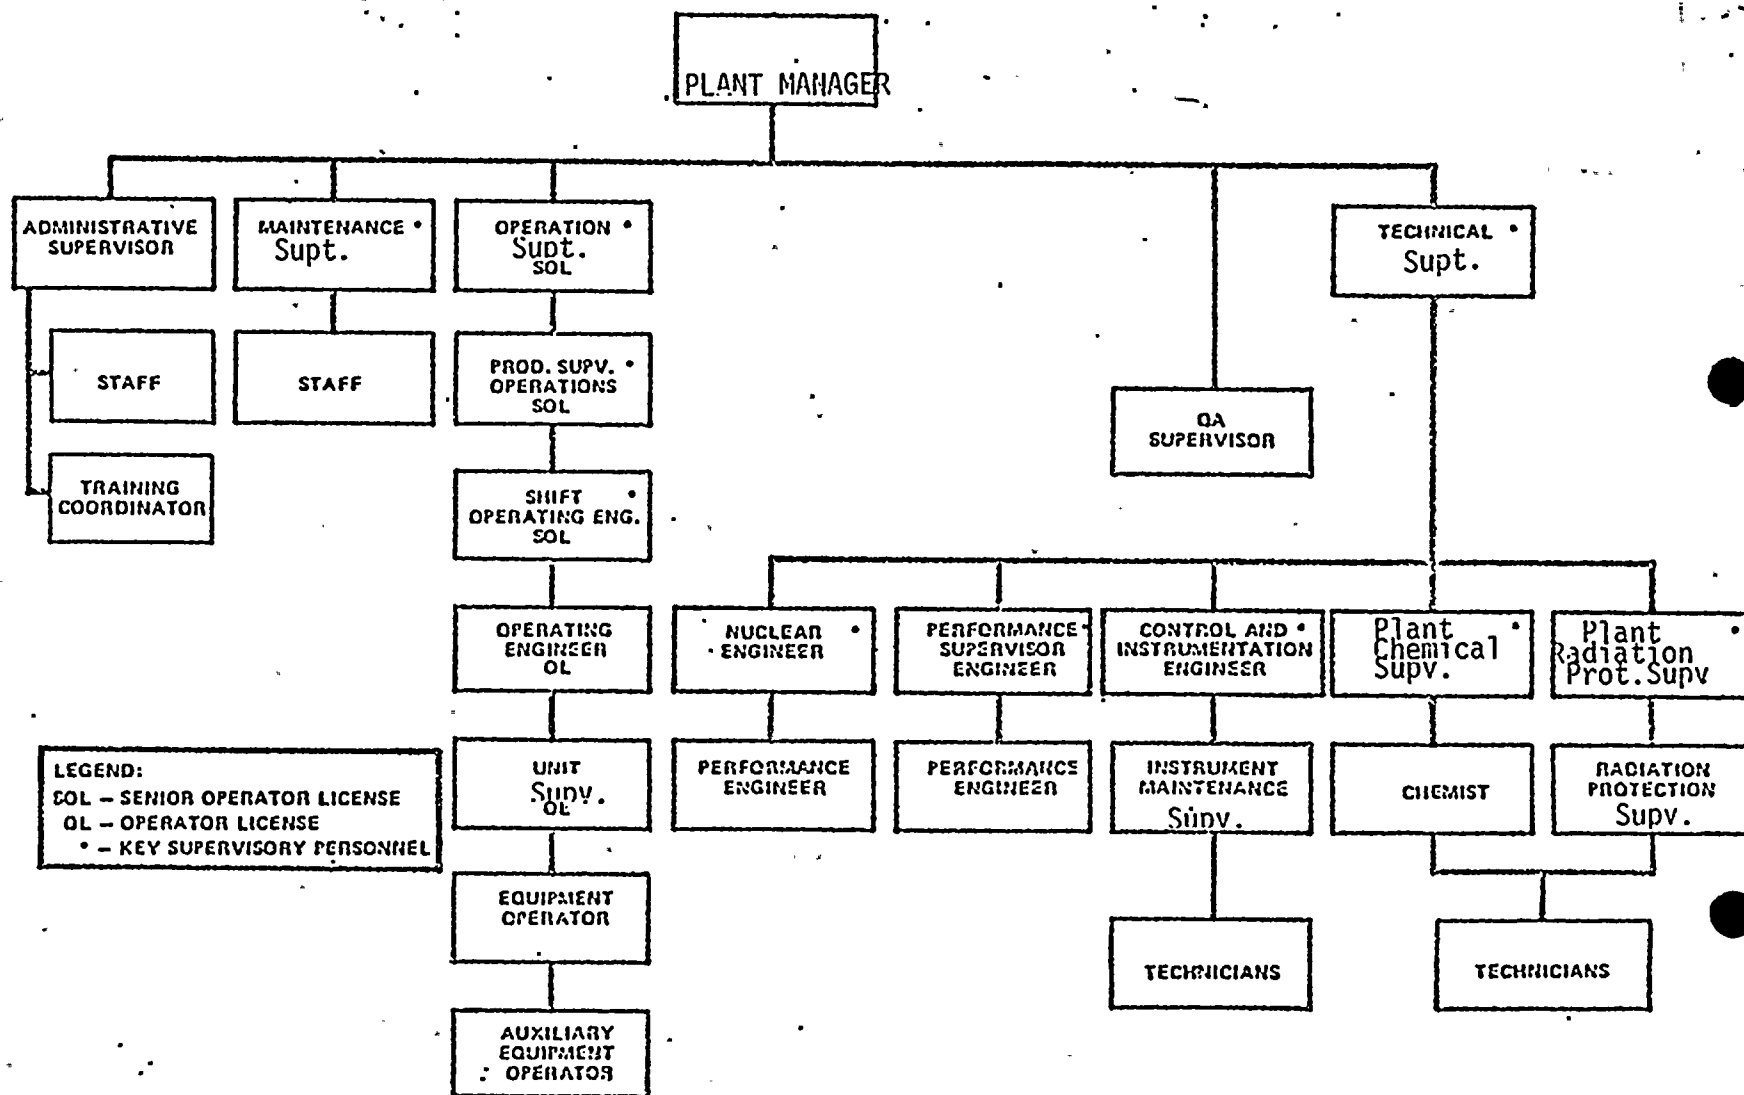 PLANT MANAGER
ADMINISTRATIVE
SUPERVISOR
MAINTENANCE *
Supt.
OPERATION *
Supt.
SOL
TECHNICAL *
Supt.
STAFF
STAFF
PROD. SUPV. *
OPERATIONS
SOL
QA
SUPERVISOR
TRAINING
COORDINATOR
SHIFT *
OPERATING ENG.
SOL
OPERATING
ENGINEER
OL
NUCLEAR *
ENGINEER
PERFORMANCE *
SUPERVISOR
ENGINEER
CONTROL AND *
INSTRUMENTATION
ENGINEER
Plant *
Chemical
Supv.
Plant *
Radiation
Prot.Supv
LEGEND:
SOL – SENIOR OPERATOR LICENSE
OL – OPERATOR LICENSE
* – KEY SUPERVISORY PERSONNEL
UNIT
Supv.
OL
PERFORMANCE
ENGINEER
PERFORMANCE
ENGINEER
INSTRUMENT
MAINTENANCE
Supv.
CHEMIST
RADIATION
PROTECTION
Supv.
EQUIPMENT
OPERATOR
TECHNICIANS
TECHNICIANS
AUXILIARY
EQUIPMENT
OPERATOR